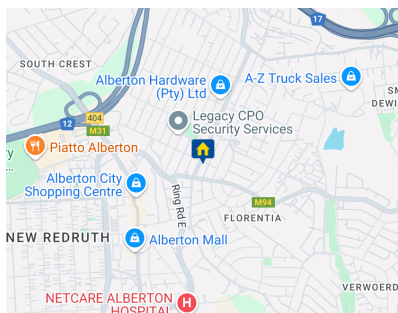 17
SOUTH CREST
Alberton Hardware
(Pty) Ltd
A-Z Truck Sales
DEWI
404
12
M31
Legacy CPO
Security Services
Piatto Alberton
Alberton City
Shopping Centre
Ring Rd E
M94
FLORENTIA
NEW REDRUTH
Alberton Mall
VERWOERD
NETCARE ALBERTON
HOSPITAL
H